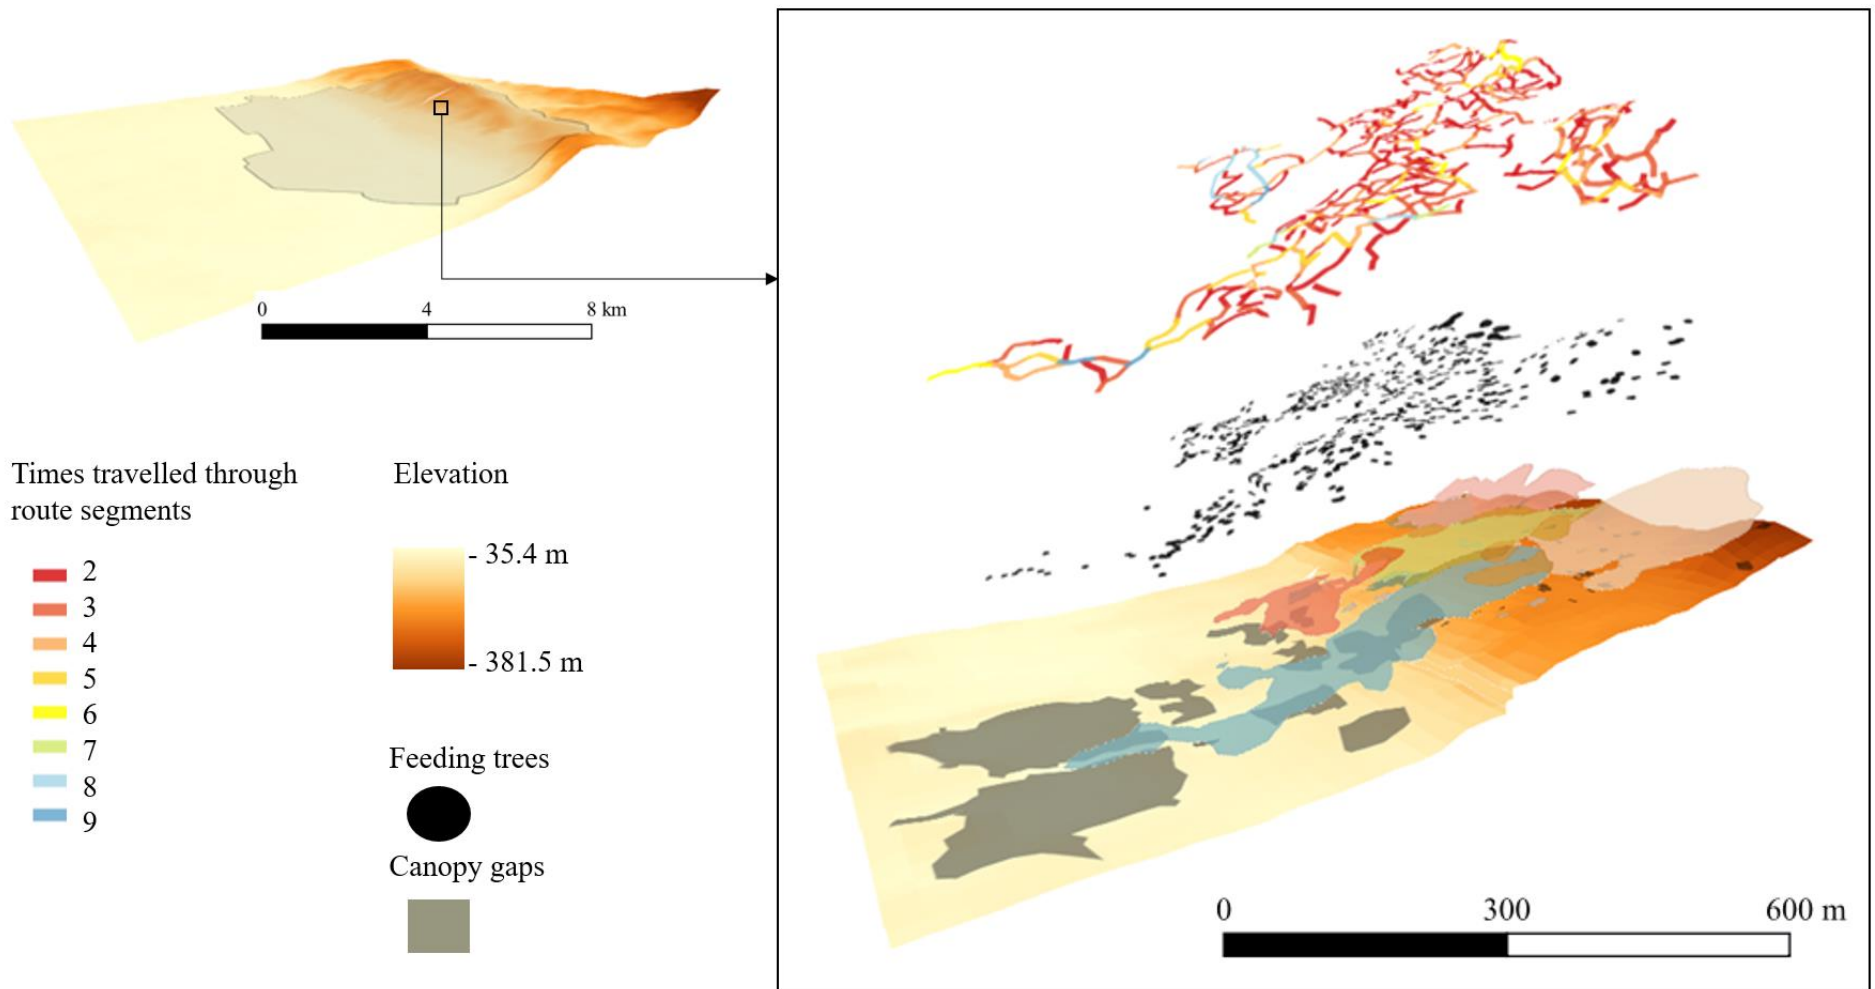 0 4 8 km
Times travelled through
route segments
2
3
4
5
6
7
8
9
Elevation
- 35.4 m
- 381.5 m
Feeding trees
Canopy gaps
0 300 600 m